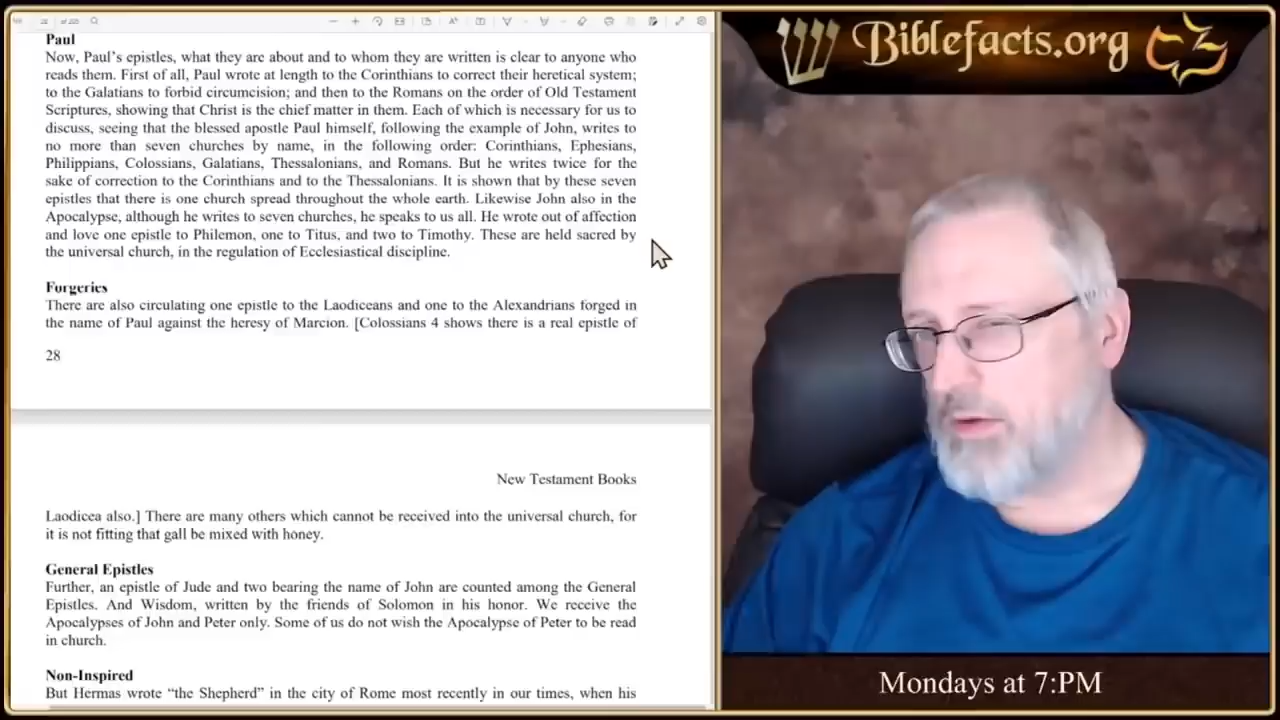 Paul
Now, Paul's epistles, what they are about and to whom they are written is clear to anyone who
reads them. First of all, Paul wrote at length to the Corinthians to correct their heretical system;
to the Galatians to forbid circumcision; and then to the Romans on the order of Old Testament
Scriptures, showing that Christ is the chief matter in them. Each of which is necessary for us to
discuss, seeing that the blessed apostle Paul himself, following the example of John, writes to
no more than seven churches by name, in the following order: Corinthians, Ephesians,
Philippians, Colossians, Galatians, Thessalonians, and Romans. But he writes twice for the
sake of correction to the Corinthians and to the Thessalonians. It is shown that by these seven
epistles that there is one church spread throughout the whole earth. Likewise John also in the
Apocalypse, although he writes to seven churches, he speaks to us all. He wrote out of affection
and love one epistle to Philemon, one to Titus, and two to Timothy. These are held sacred by
the universal church, in the regulation of Ecclesiastical discipline.
Forgeries
There are also circulating one epistle to the Laodiceans and one to the Alexandrians forged in
the name of Paul against the heresy of Marcion. [Colossians 4 shows there is a real epistle of
28
New Testament Books
Laodicea also.] There are many others which cannot be received into the universal church, for
it is not fitting that gall be mixed with honey.
General Epistles
Further, an epistle of Jude and two bearing the name of John are counted among the General
Epistles. And Wisdom, written by the friends of Solomon in his honor. We receive the
Apocalypses of John and Peter only. Some of us do not wish the Apocalypse of Peter to be read
in church.
Non-Inspired
But Hermas wrote "the Shepherd" in the city of Rome most recently in our times, when his
Biblefacts.org
Mondays at 7:PM